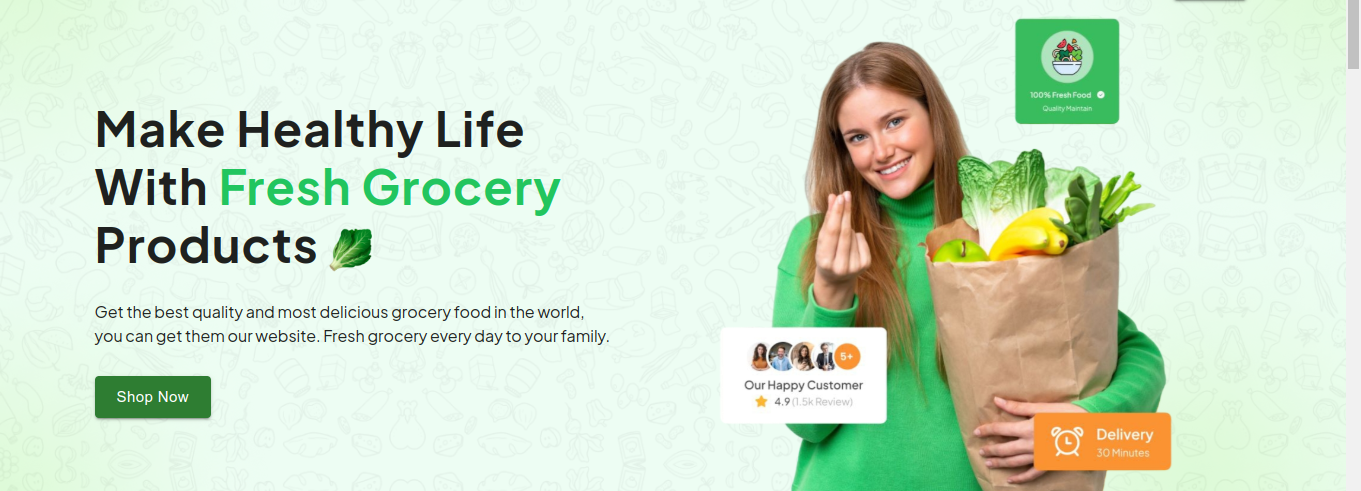 Make Healthy Life
With Fresh Grocery
Products
Get the best quality and most delicious grocery food in the world,
you can get them our website. Fresh grocery every day to your family.
Shop Now
100% Fresh Food
Quality Maintain
5+
Our Happy Customer
4.9 (1.5k Review)
Delivery
30 Minutes